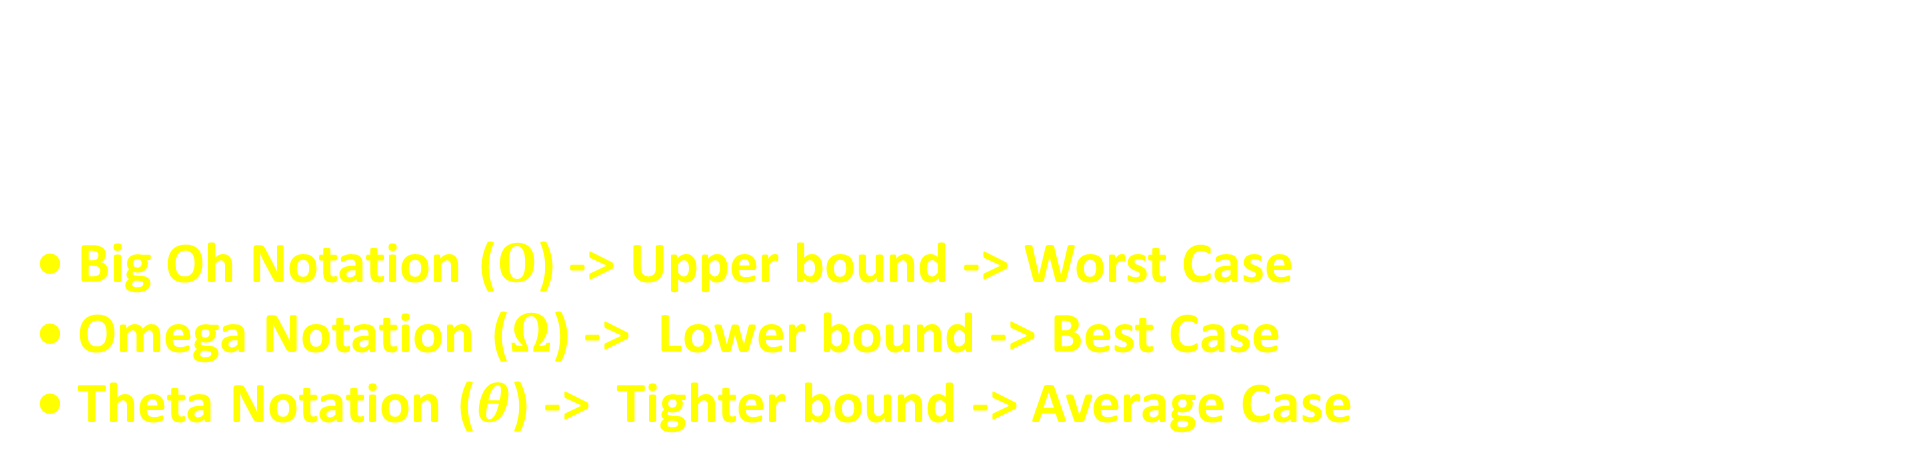 • Big Oh Notation (O) -> Upper bound -> Worst Case
• Omega Notation (Ω) -> Lower bound -> Best Case
• Theta Notation (θ) -> Tighter bound -> Average Case